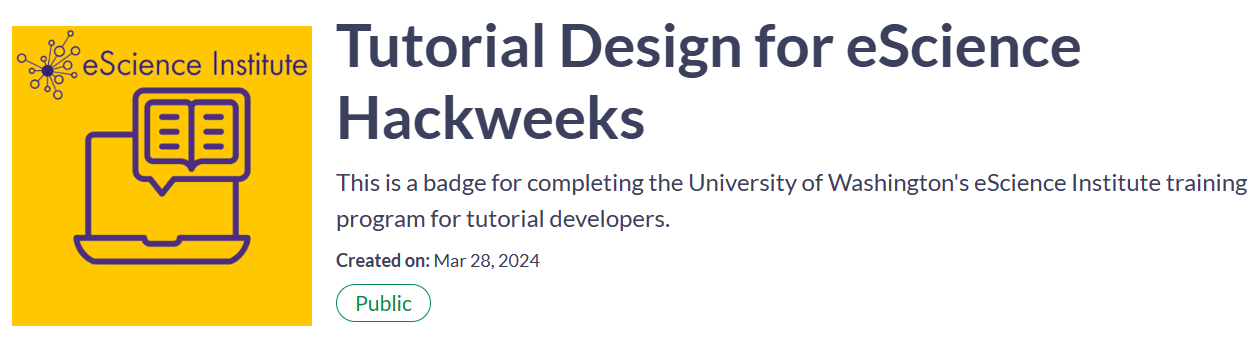 eScience Institute
Tutorial Design for eScience
Hackweeks
This is a badge for completing the University of Washington's eScience Institute training
program for tutorial developers.
Created on: Mar 28, 2024
Public